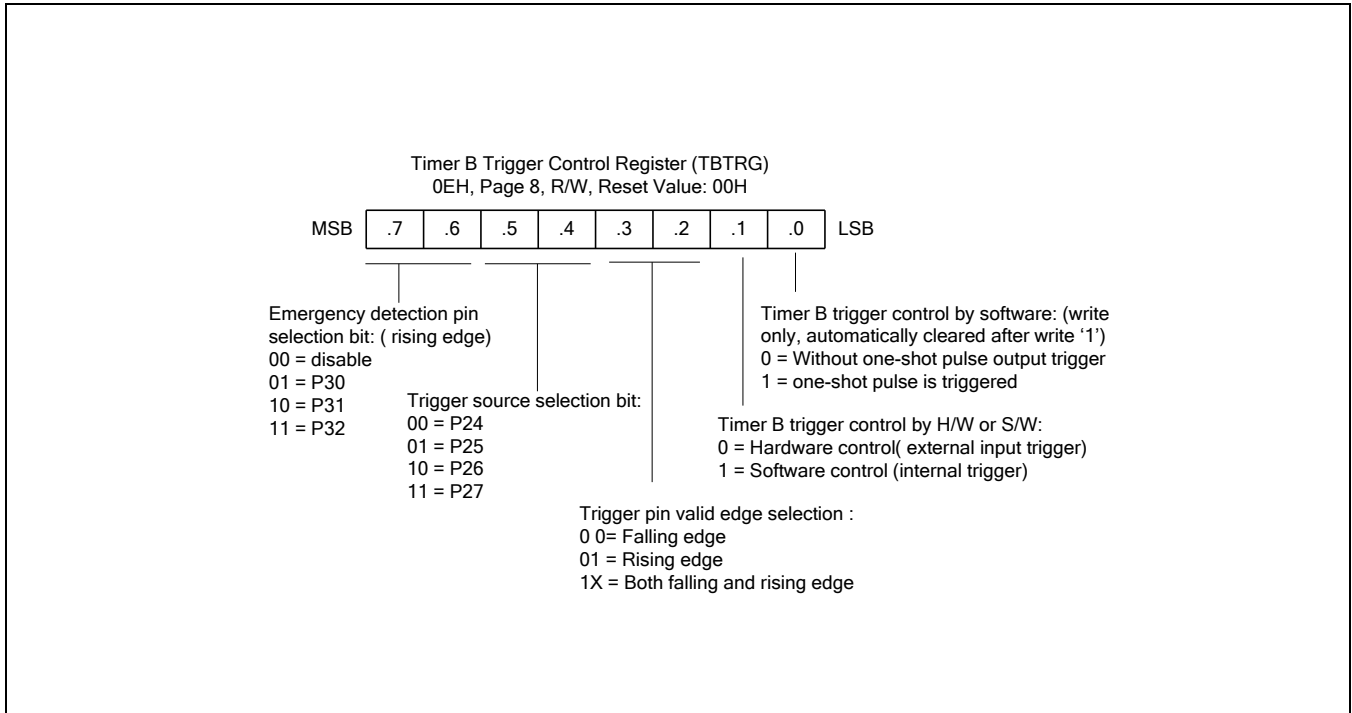 Timer B Trigger Control Register (TBTRG)
0EH, Page 8, R/W, Reset Value: 00H
MSB .7 .6 .5 .4 .3 .2 .1 .0 LSB
Emergency detection pin
selection bit: ( rising edge)
00 = disable
01 = P30
10 = P31
11 = P32
Trigger source selection bit:
00 = P24
01 = P25
10 = P26
11 = P27
Trigger pin valid edge selection :
0 0= Falling edge
01 = Rising edge
1X = Both falling and rising edge
Timer B trigger control by H/W or S/W:
0 = Hardware control( external input trigger)
1 = Software control (internal trigger)
Timer B trigger control by software: (write
only, automatically cleared after write ‘1’)
0 = Without one-shot pulse output trigger
1 = one-shot pulse is triggered